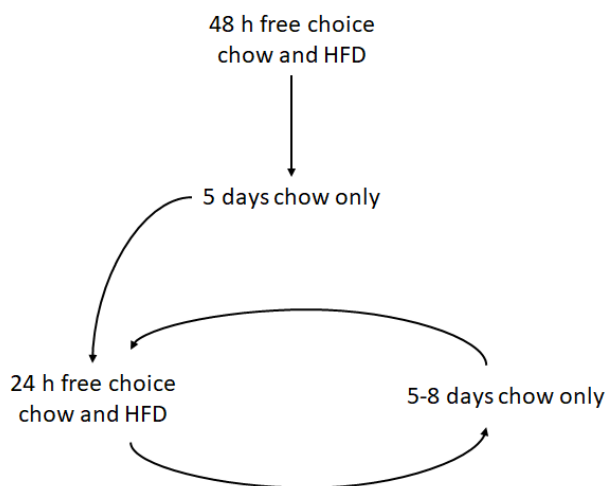 48 h free choice
chow and HFD
5 days chow only
24 h free choice
chow and HFD
5-8 days chow only